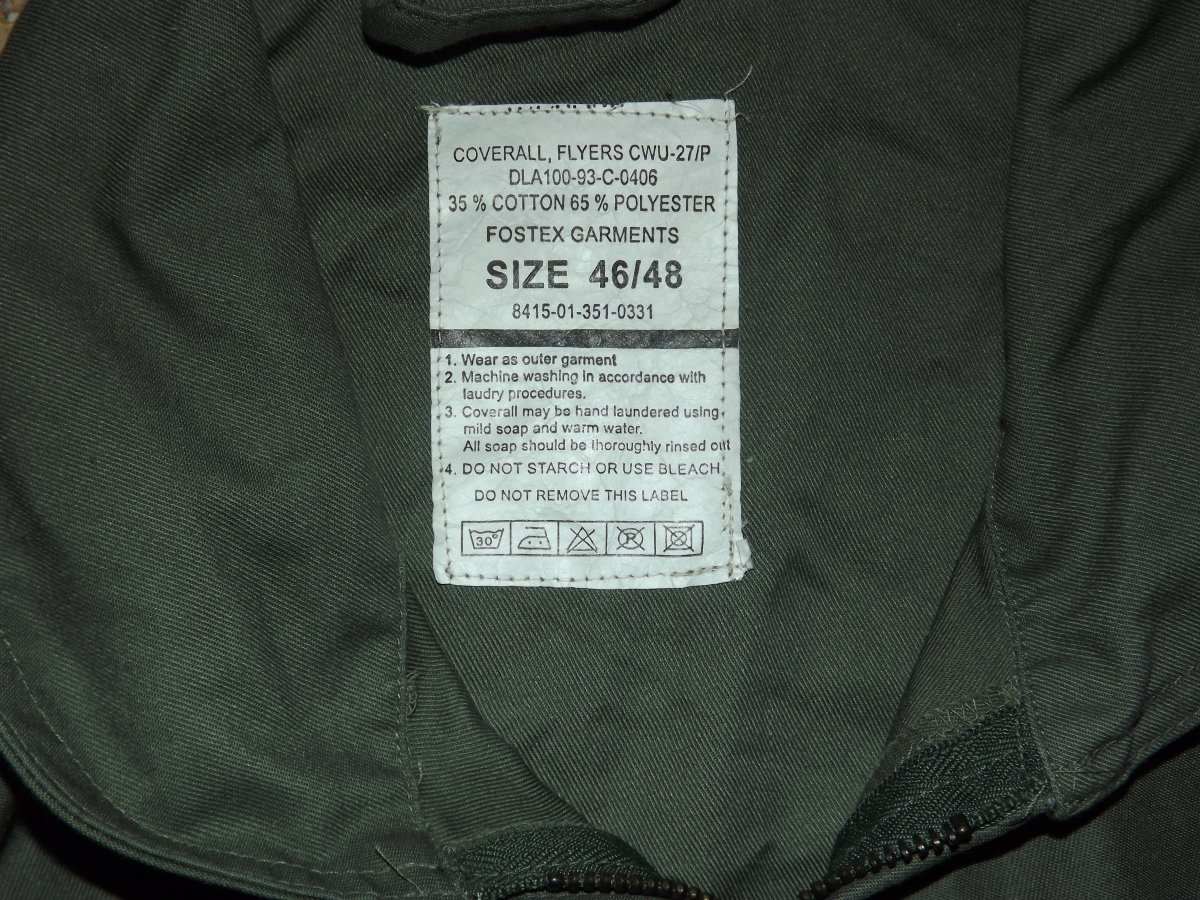 COVERALL, FLYERS CWU-27/P
DLA100-93-C-0406
35 % COTTON 65 % POLYESTER
FOSTEX GARMENTS
SIZE 46/48
8415-01-351-0331
1. Wear as outer garment
2. Machine washing in accordance with
laudry procedures.
3. Coverall may be hand laundered using
mild soap and warm water.
All soap should be thoroughly rinsed out
4. DO NOT STARCH OR USE BLEACH
DO NOT REMOVE THIS LABEL
30° P